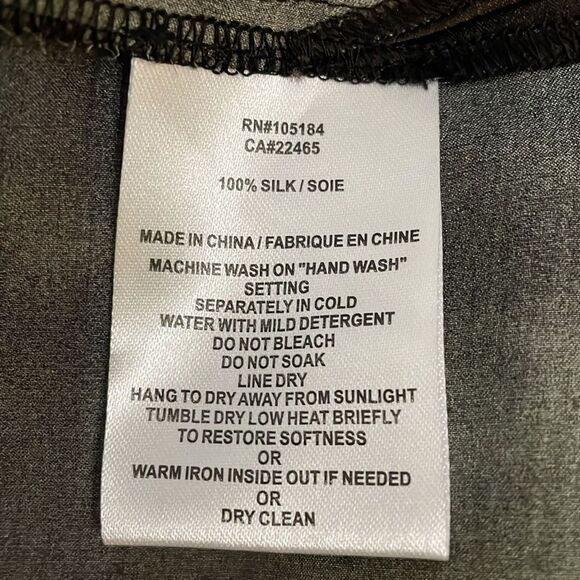 RN#105184
CA#22465
100% SILK / SOIE
MADE IN CHINA / FABRIQUE EN CHINE
MACHINE WASH ON "HAND WASH"
SETTING
SEPARATELY IN COLD
WATER WITH MILD DETERGENT
DO NOT BLEACH
DO NOT SOAK
LINE DRY
HANG TO DRY AWAY FROM SUNLIGHT
TUMBLE DRY LOW HEAT BRIEFLY
TO RESTORE SOFTNESS
OR
WARM IRON INSIDE OUT IF NEEDED
OR
DRY CLEAN